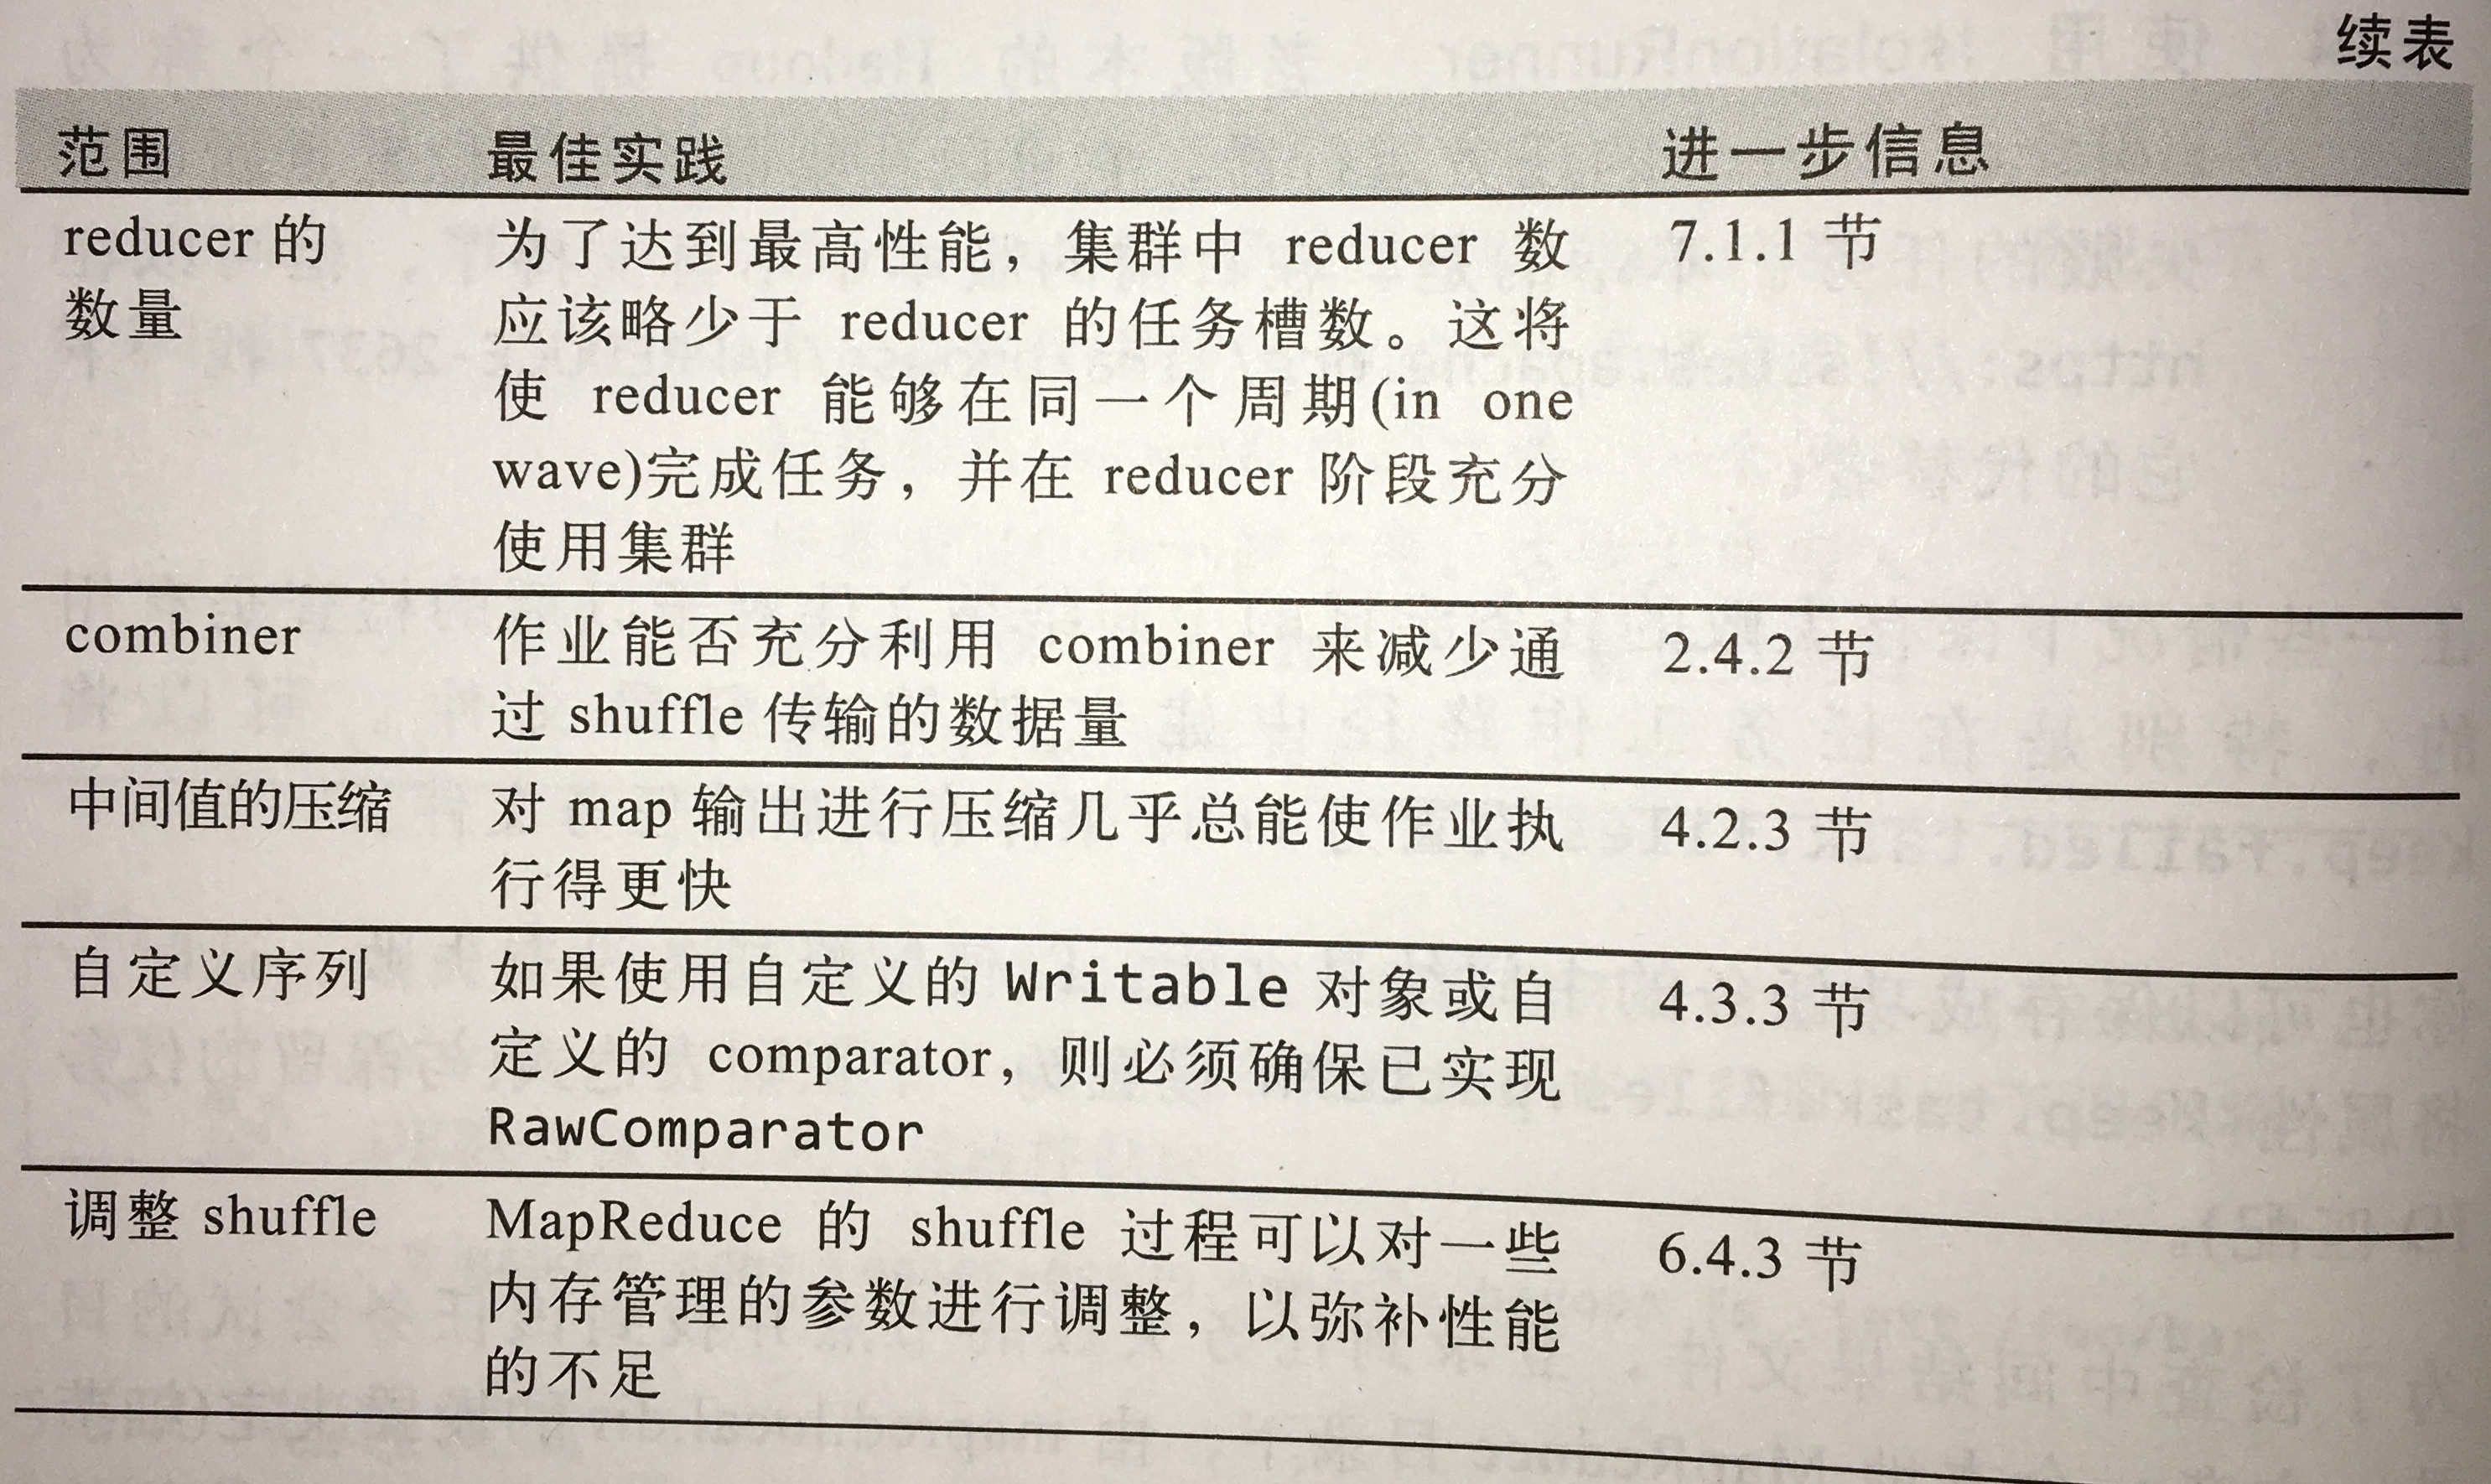 续表
范围 最佳实践 进一步信息
reducer 的 为了达到最高性能，集群中 reducer 数 7.1.1 节
数量 应该略少于 reducer 的任务槽数。这将
使 reducer 能够在同一个周期(in one
wave)完成任务，并在 reducer 阶段充分
使用集群
combiner 作业能否充分利用 combiner 来减少通 2.4.2 节
过 shuffle 传输的数据量
中间值的压缩 对 map 输出进行压缩几乎总能使作业执 4.2.3 节
行得更快
自定义序列 如果使用自定义的 Writable 对象或自 4.3.3 节
定义的 comparator，则必须确保已实现
RawComparator
调整 shuffle MapReduce 的 shuffle 过程可以对一些 6.4.3 节
内存管理的参数进行调整，以弥补性能
的不足